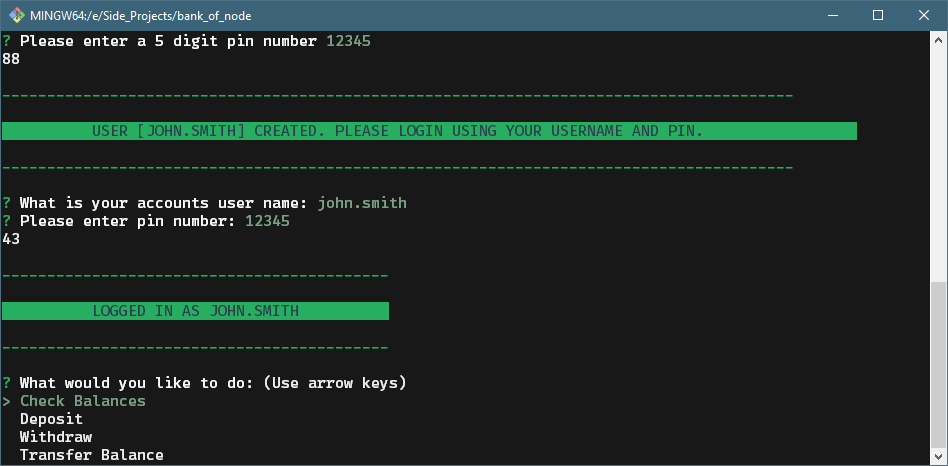 MINGW64:/e/Side_Projects/bank_of_node
? Please enter a 5 digit pin number 12345
88
----------------------------------------------------------------------------------------
USER [JOHN.SMITH] CREATED. PLEASE LOGIN USING YOUR USERNAME AND PIN.
----------------------------------------------------------------------------------------
? What is your accounts user name: john.smith
? Please enter pin number: 12345
43
-------------------------------------------
LOGGED IN AS JOHN.SMITH
-------------------------------------------
? What would you like to do: (Use arrow keys)
> Check Balances
Deposit
Withdraw
Transfer Balance